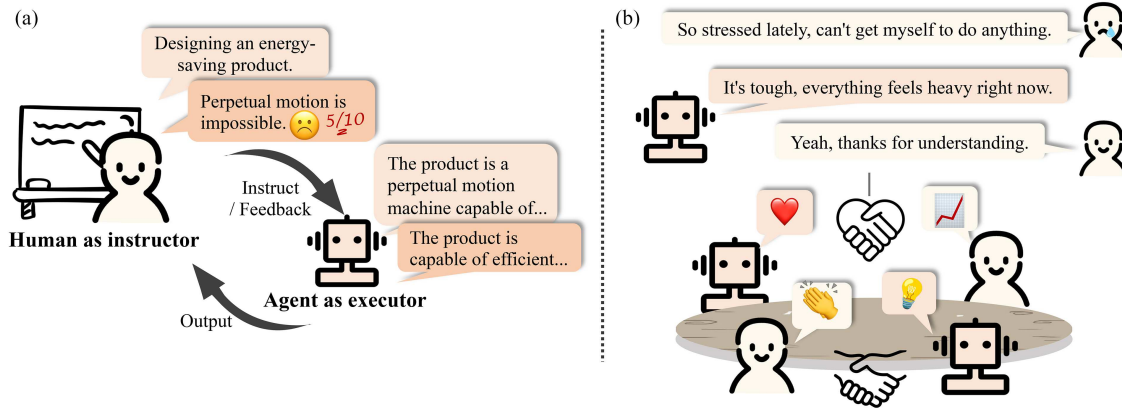 (a)
Designing an energy-
saving product.
Perpetual motion is
impossible. 5/10
The product is a
perpetual motion
machine capable of...
The product is
capable of efficient...
Instruct
/ Feedback
Human as instructor
Agent as executor
Output
(b)
So stressed lately, can't get myself to do anything.
It's tough, everything feels heavy right now.
Yeah, thanks for understanding.